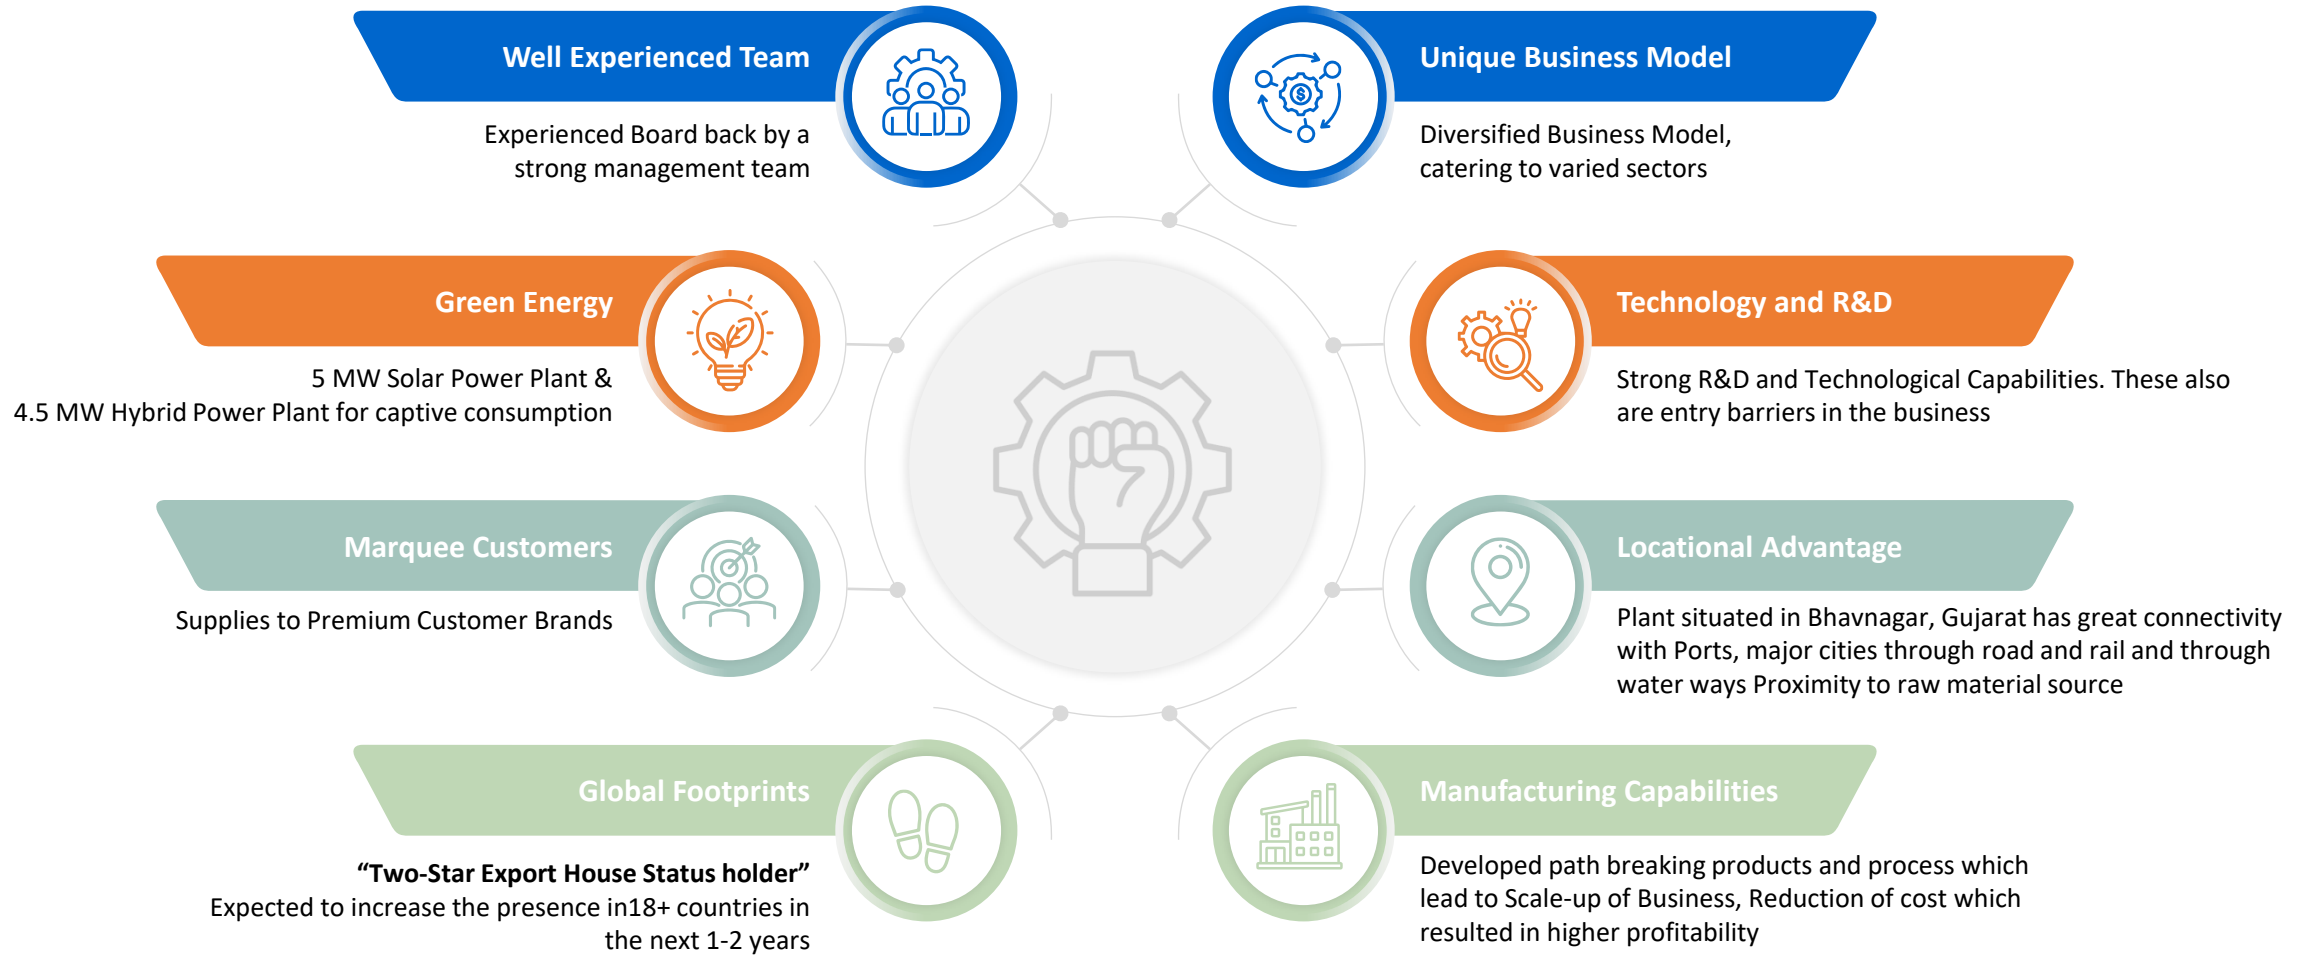 Well Experienced Team
Experienced Board back by a
strong management team
Unique Business Model
Diversified Business Model,
catering to varied sectors
Green Energy
5 MW Solar Power Plant &
4.5 MW Hybrid Power Plant for captive consumption
Technology and R&D
Strong R&D and Technological Capabilities. These also
are entry barriers in the business
Marquee Customers
Supplies to Premium Customer Brands
Locational Advantage
Plant situated in Bhavnagar, Gujarat has great connectivity
with Ports, major cities through road and rail and through
water ways Proximity to raw material source
Global Footprints
“Two-Star Export House Status holder”
Expected to increase the presence in18+ countries in
the next 1-2 years
Manufacturing Capabilities
Developed path breaking products and process which
lead to Scale-up of Business, Reduction of cost which
resulted in higher profitability